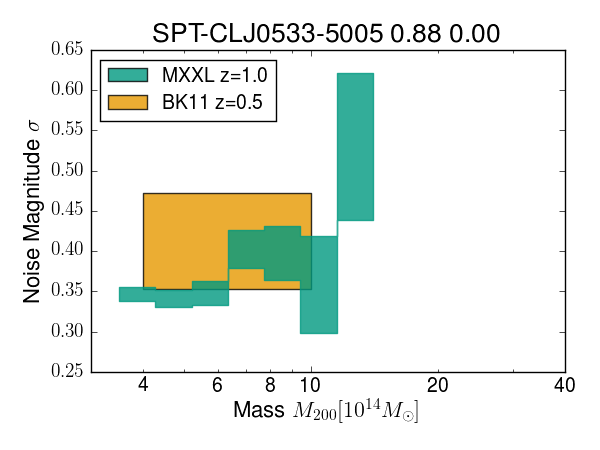 SPT-CLJ0533-5005 0.88 0.00
0.65
0.60
0.55
0.50
0.45
0.40
0.35
0.30
0.25
Noise Magnitude σ
MXXL z=1.0
BK11 z=0.5
4 6 8 10 20 40
Mass M₂₀₀[10¹⁴M☉]